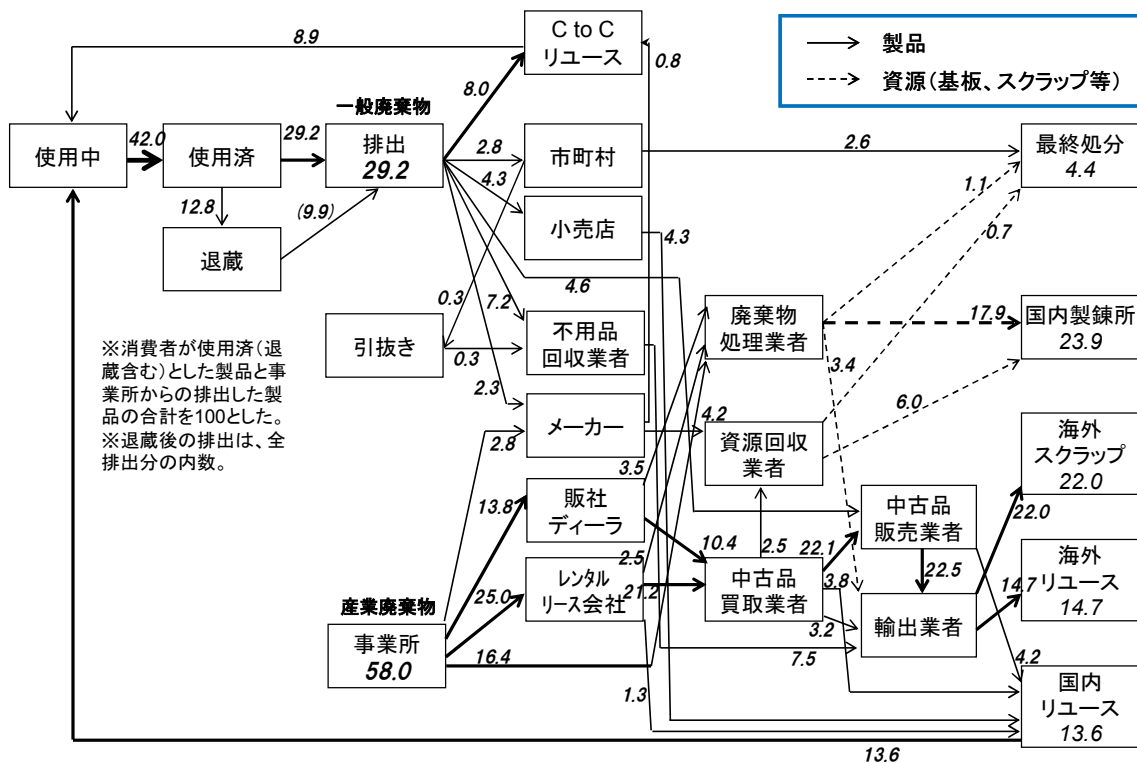 8.9
C to C
リユース
0.8
製品
資源(基板、スクラップ等)
8.0
一般廃棄物
使用中
42.0
使用済
29.2
排出
29.2
2.8
市町村
2.6
最終処分
4.4
12.8
(9.9)
4.3
小売店
4.3
1.1
0.7
退蔵
4.6
0.3
7.2
引抜き
0.3
不用品
回収業者
廃棄物
処理業者
17.9
国内製錬所
23.9
※消費者が使用済(退
蔵含む)とした製品と事
業所からの排出した製
品の合計を100とした。
※退蔵後の排出は、全
排出分の内数。
2.3
2.8
メーカー
4.2
資源回収
業者
3.4
6.0
海外
スクラップ
22.0
3.5
13.8
販社
ディーラ
10.4
2.5
22.1
中古品
販売業者
22.0
2.5
22.5
産業廃棄物
25.0
レンタル
リース会社
21.2
中古品
買取業者
3.8
14.7
海外
リユース
14.7
事業所
58.0
16.4
3.2
輸出業者
7.5
1.3
4.2
国内
リユース
13.6
13.6